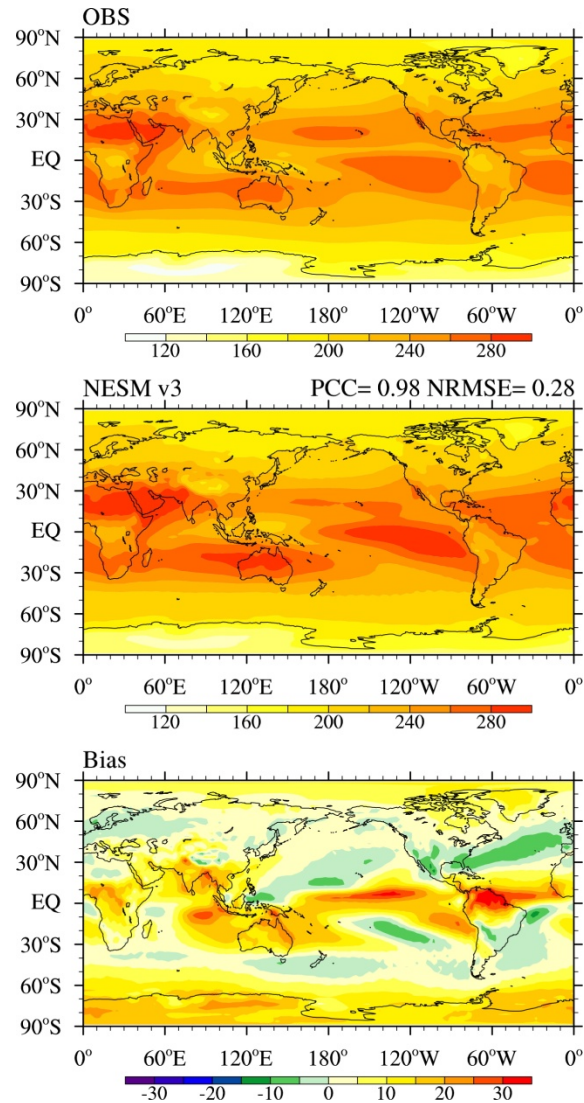 OBS
90°N
60°N
30°N
EQ
30°S
60°S
90°S
0° 60°E 120°E 180° 120°W 60°W 0°
120 160 200 240 280
NESM v3 PCC= 0.98 NRMSE= 0.28
90°N
60°N
30°N
EQ
30°S
60°S
90°S
0° 60°E 120°E 180° 120°W 60°W 0°
120 160 200 240 280
Bias
90°N
60°N
30°N
EQ
30°S
60°S
90°S
0° 60°E 120°E 180° 120°W 60°W 0°
-30 -20 -10 0 10 20 30